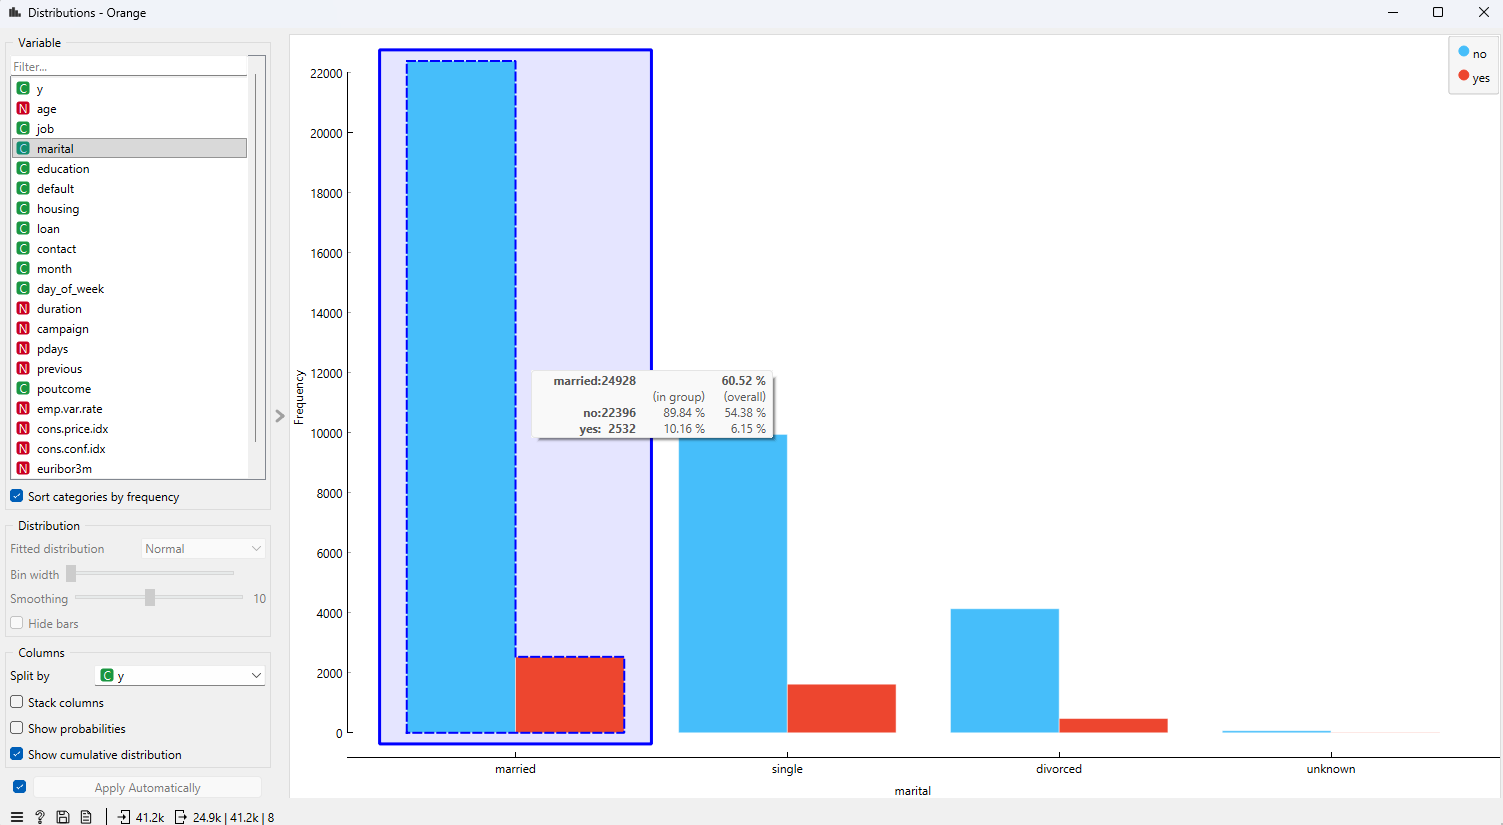 Distributions - Orange
Variable
Filter...
C y
N age
C job
C marital
C education
C default
C housing
C loan
C contact
C month
C day_of_week
N duration
N campaign
N pdays
N previous
C poutcome
N emp.var.rate
N cons.price.idx
N cons.conf.idx
N euribor3m
Sort categories by frequency
Distribution
Fitted distribution Normal
Bin width
Smoothing 10
Hide bars
Columns
Split by C y
Stack columns
Show probabilities
Show cumulative distribution
Apply Automatically
? 41.2k 24.9k | 41.2k | 8
Frequency
22000
20000
18000
16000
14000
12000
10000
8000
6000
4000
2000
0
married:24928 60.52 %
(in group) (overall)
no:22396 89.84 % 54.38 %
yes: 2532 10.16 % 6.15 %
married single divorced unknown
marital
no
yes